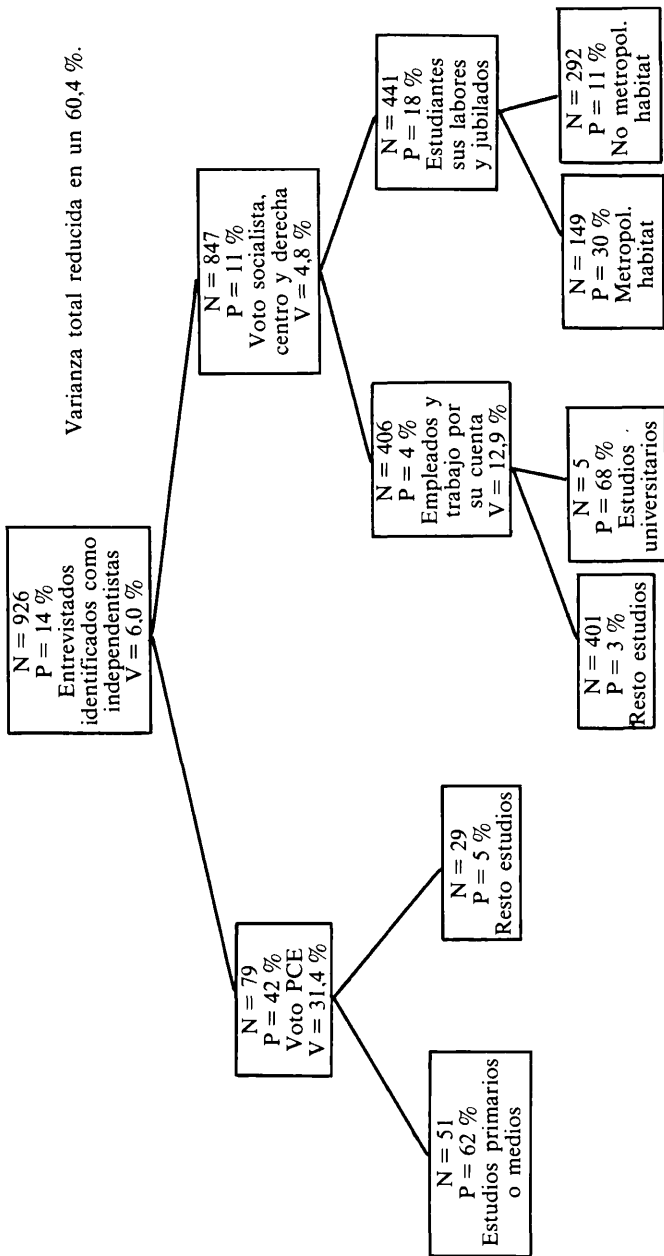 Varianza total reducida en un 60,4 %.
N = 926
P = 14 %
Entrevistados
identificados como
independentistas
V = 6.0 %
N = 79
P = 42 %
Voto PCE
V = 31,4 %
N = 847
P = 11 %
Voto socialista,
centro y derecha
V = 4,8 %
N = 51
P = 62 %
Estudios primarios
o medios
N = 29
P = 5 %
Resto estudios
N = 406
P = 4 %
Empleados y
trabajo por
su cuenta
V = 12,9 %
N = 441
P = 18 %
Estudiantes
sus labores
y jubilados
N = 401
P = 3 %
Resto estudios
N = 5
P = 68 %
Estudios
universitarios
N = 149
P = 30 %
Metropol.
habitat
N = 292
P = 11 %
No metropol.
habitat